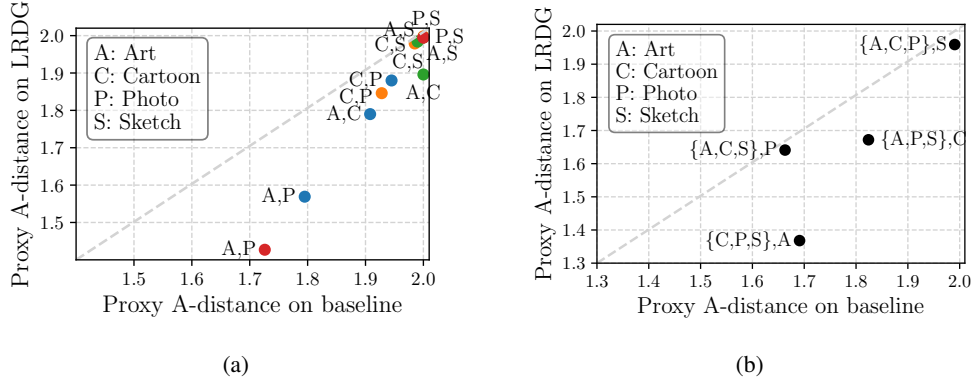 Proxy A-distance on LRDG
2.0
1.9
1.8
1.7
1.6
1.5
A: Art
C: Cartoon
P: Photo
S: Sketch
P,S
A,S
P,S
C,S
A,S
C,S
C,P
A,C
C,P
A,C
A,P
A,P
1.5 1.6 1.7 1.8 1.9 2.0
Proxy A-distance on baseline
(a)
Proxy A-distance on LRDG
2.0
1.9
1.8
1.7
1.6
1.5
1.4
1.3
A: Art
C: Cartoon
P: Photo
S: Sketch
{A,C,P},S
{A,C,S},P
{A,P,S},C
{C,P,S},A
1.3 1.4 1.5 1.6 1.7 1.8 1.9 2.0
Proxy A-distance on baseline
(b)